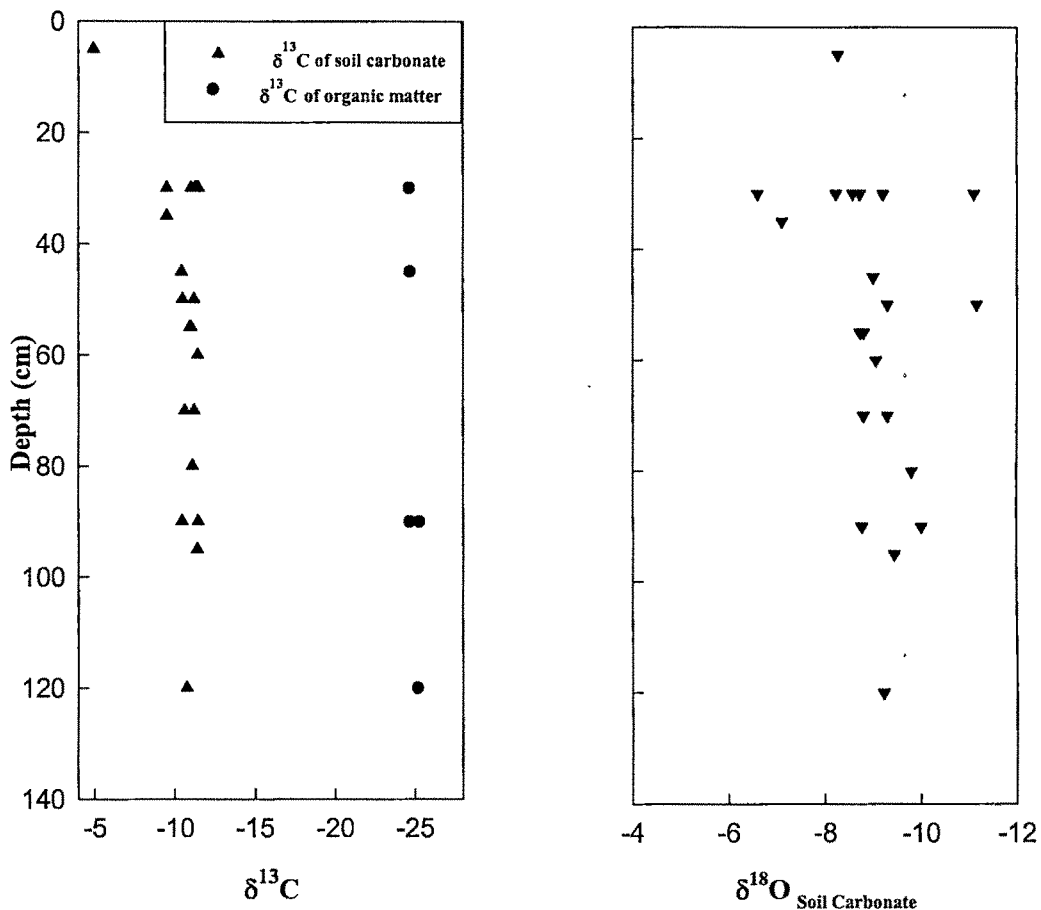 0
20
40
60
80
100
120
140
Depth (cm)
δ13C of soil carbonate
δ13C of organic matter
-5 -10 -15 -20 -25
δ13C
-4 -6 -8 -10 -12
δ18O Soil Carbonate